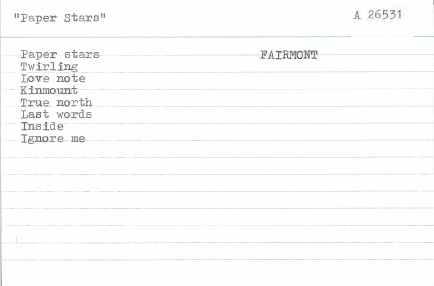 "Paper Stars"
A 26531
Paper stars
FAIRMONT
Twirling
Love note
Kinmount
True north
Last words
Inside
Ignore me